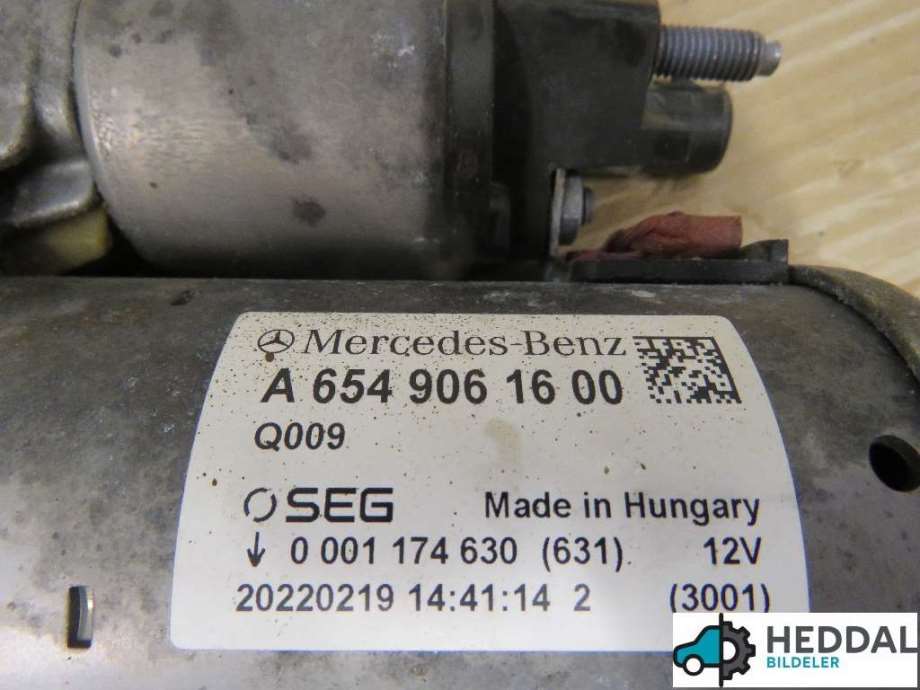 Mercedes-Benz
A 654 906 16 00
Q009
SEG Made in Hungary
0 001 174 630 (631) 12V
20220219 14:41:14 2 (3001)
HEDDAL
BILDELER